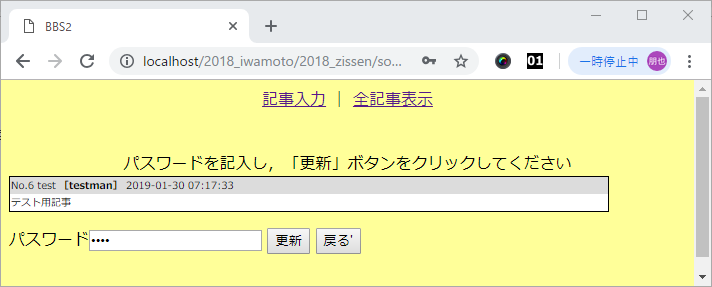 BBS2
localhost/2018_iwamoto/2018_zissen/so...
01
一時停止中
朋也
記事入力 | 全記事表示
パスワードを記入し，「更新」ボタンをクリックしてください
No.6 test [testman] 2019-01-30 07:17:33
テスト用記事
パスワード •••• 更新 戻る'